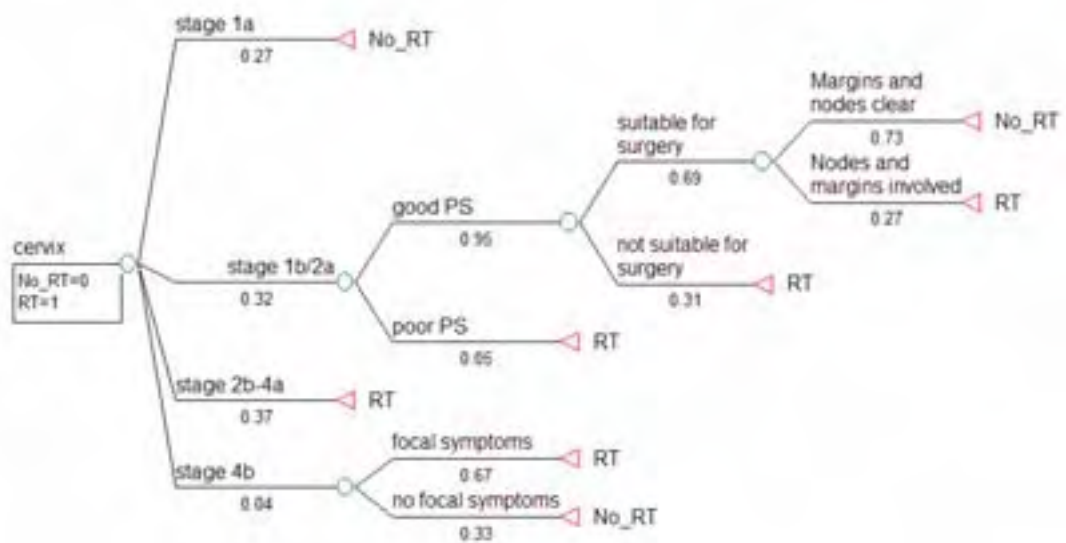 stage 1a
0.27
No_RT
Margins and
nodes clear
0.73
No_RT
suitable for
surgery
0.69
Nodes and
margins involved
0.27
RT
good PS
0.95
not suitable for
surgery
0.31
RT
cervix
No_RT=0
RT=1
stage 1b/2a
0.32
poor PS
0.05
RT
stage 2b-4a
0.37
RT
focal symptoms
0.67
RT
stage 4b
0.04
no focal symptoms
0.33
No_RT